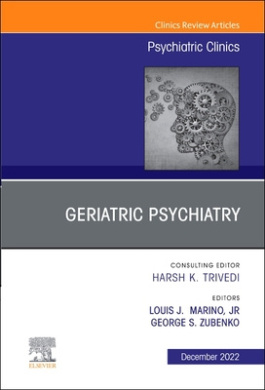 Clinics Review Articles
Psychiatric Clinics
GERIATRIC PSYCHIATRY
CONSULTING EDITOR
HARSH K. TRIVEDI
EDITORS
LOUIS J. MARINO, JR
GEORGE S. ZUBENKO
ELSEVIER
December 2022